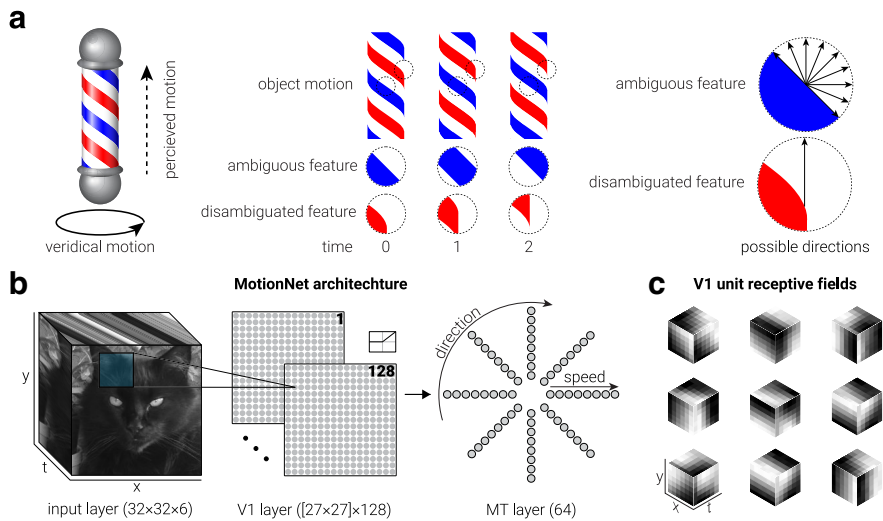 a
percieved motion
veridical motion
object motion
ambiguous feature
disambiguated feature
time 0 1 2
ambiguous feature
disambiguated feature
possible directions
b
MotionNet architechture
y
t
x
input layer (32×32×6)
1
128
V1 layer ([27×27]×128)
direction
speed
MT layer (64)
c
V1 unit receptive fields
y
x
t